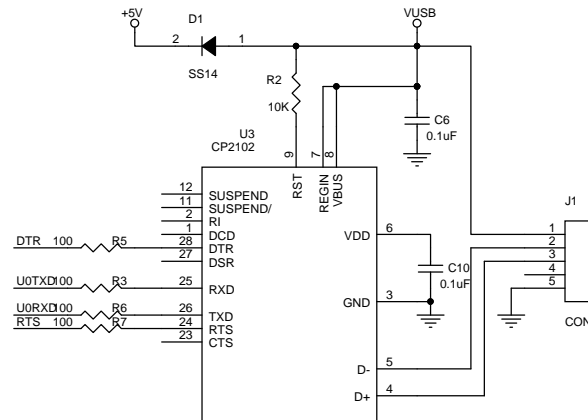 +5V
D1
VUSB
2
1
SS14
R2
10K
C6
0.1uF
U3
CP2102
9
7
8
RST
REGIN
VBUS
J1
12
SUSPEND
11
SUSPEND/
2
RI
1
DCD
DTR 100 R5 28 DTR
27
DSR
U0TXD 100 R3 25 RXD
U0RXD 100 R6 26 TXD
RTS 100 R7 24 RTS
23
CTS
VDD
6
C10
0.1uF
GND
3
D-
5
D+
4
1
2
3
4
5
CON